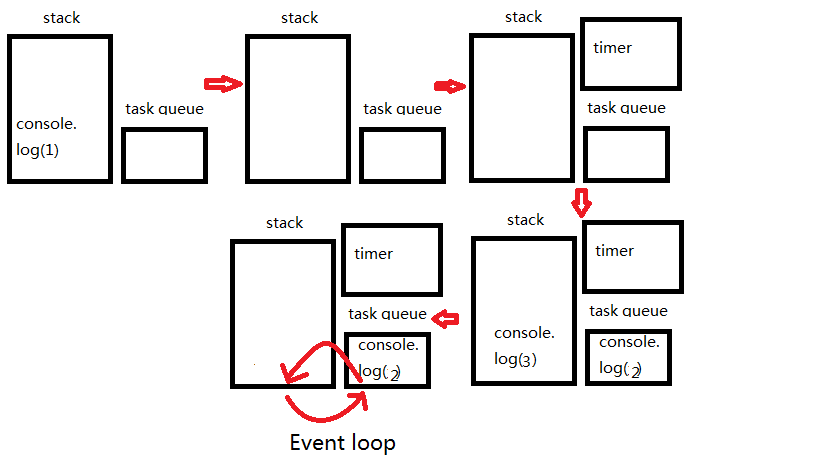 stack
console.
log(1)
task queue
stack
task queue
stack
timer
task queue
stack
timer
task queue
console.
log(3)
console.
log(2)
stack
timer
task queue
console.
log(2)
Event loop